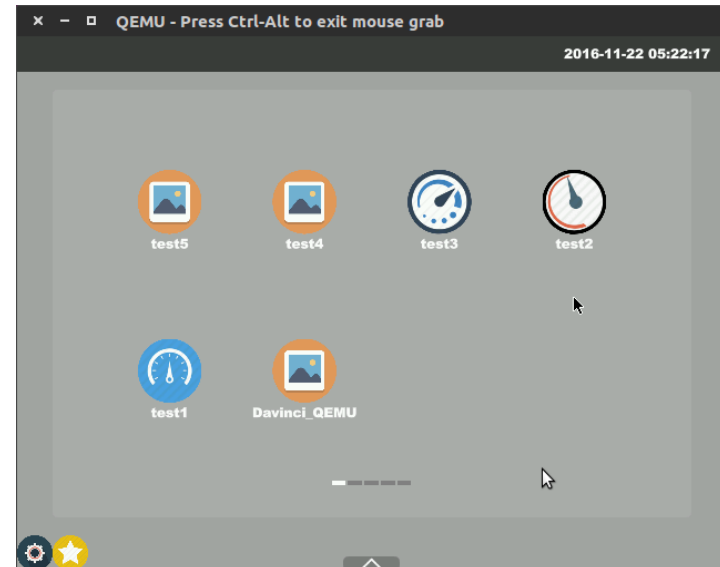 QEMU - Press Ctrl-Alt to exit mouse grab
2016-11-22 05:22:17
test5 test4 test3 test2
test1 Davinci_QEMU